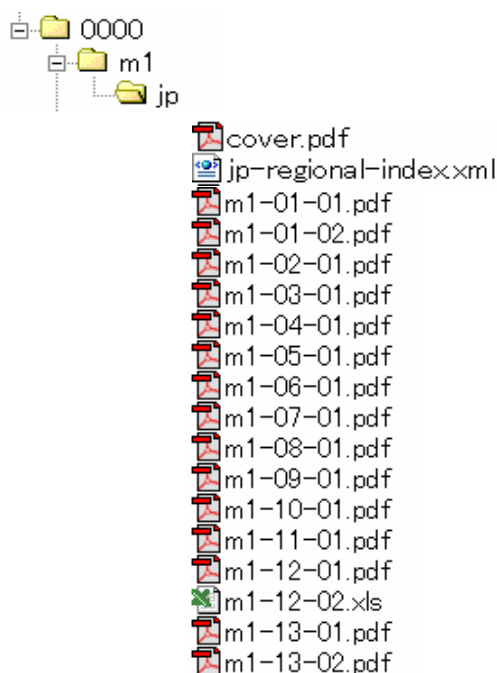 0000
m1
jp
cover.pdf
jp-regional-index.xml
m1-01-01.pdf
m1-01-02.pdf
m1-02-01.pdf
m1-03-01.pdf
m1-04-01.pdf
m1-05-01.pdf
m1-06-01.pdf
m1-07-01.pdf
m1-08-01.pdf
m1-09-01.pdf
m1-10-01.pdf
m1-11-01.pdf
m1-12-01.pdf
m1-12-02.xls
m1-13-01.pdf
m1-13-02.pdf